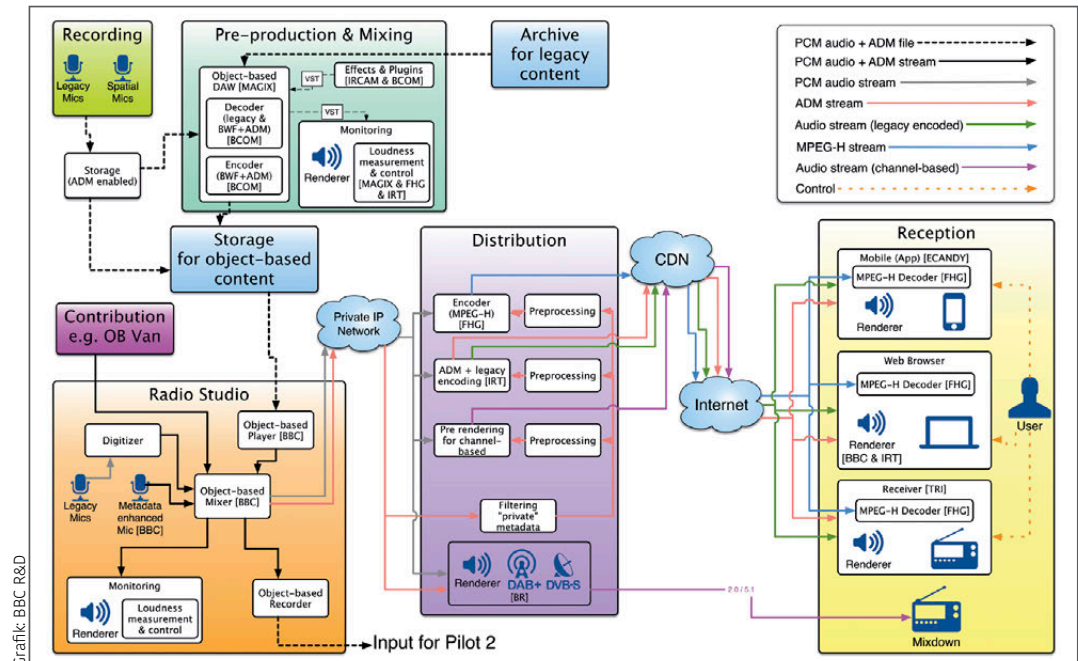 Recording
Legacy
Mics
Spatial
Mics
Storage
(ADM enabled)
Pre-production & Mixing
Object-based
DAW [MAGIX]
Decoder
(legacy &
BWF+ADM)
[BCOM]
Encoder
(BWF+ADM)
[BCOM]
VST
Effects & Plugins
[IRCAM & BCOM]
VST
Monitoring
Renderer
Loudness
measurement
& control
[MAGIX & FHG
& IRT]
Archive
for legacy
content
PCM audio + ADM file
PCM audio + ADM stream
PCM audio stream
ADM stream
Audio stream (legacy encoded)
MPEG-H stream
Audio stream (channel-based)
Control
Storage
for object-based
content
Contribution
e.g. OB Van
Radio Studio
Digitizer
Legacy
Mics
Metadata
enhanced
Mic [BBC]
Object-based
Player [BBC]
Object-based
Mixer [BBC]
Monitoring
Renderer
Loudness
measurement
& control
Object-based
Recorder
Input for Pilot 2
Private IP
Network
Distribution
Encoder
(MPEG-H)
[FHG]
Preprocessing
ADM + legacy
encoding [IRT]
Preprocessing
Pre rendering
for channel-
based
Preprocessing
Filtering
"private"
metadata
Renderer
DAB+
DVB-S
[BR]
CDN
Internet
2.0 / 5.1
Reception
Mobile (App) [ECANDY]
MPEG-H Decoder [FHG]
Renderer
Web Browser
MPEG-H Decoder [FHG]
Renderer
[BBC & IRT]
Receiver [TRI]
MPEG-H Decoder [FHG]
Renderer
Mixdown
User
Grafik: BBC R&D